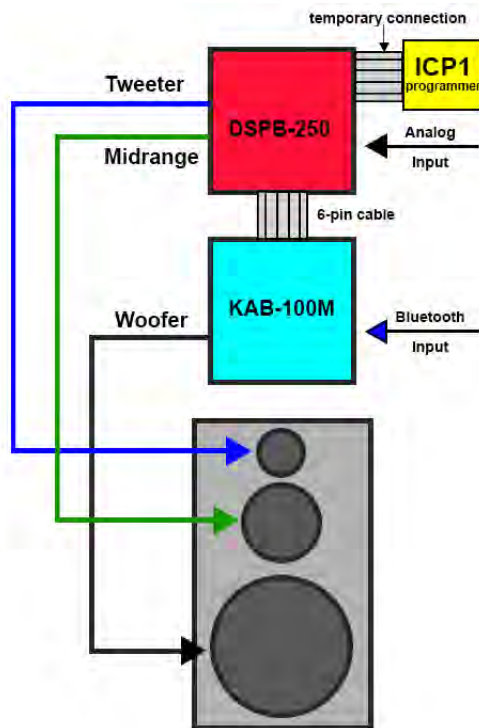 temporary connection
ICP1
programmer
Tweeter
DSPB-250
Analog
Input
Midrange
6-pin cable
KAB-100M
Woofer
Bluetooth
Input